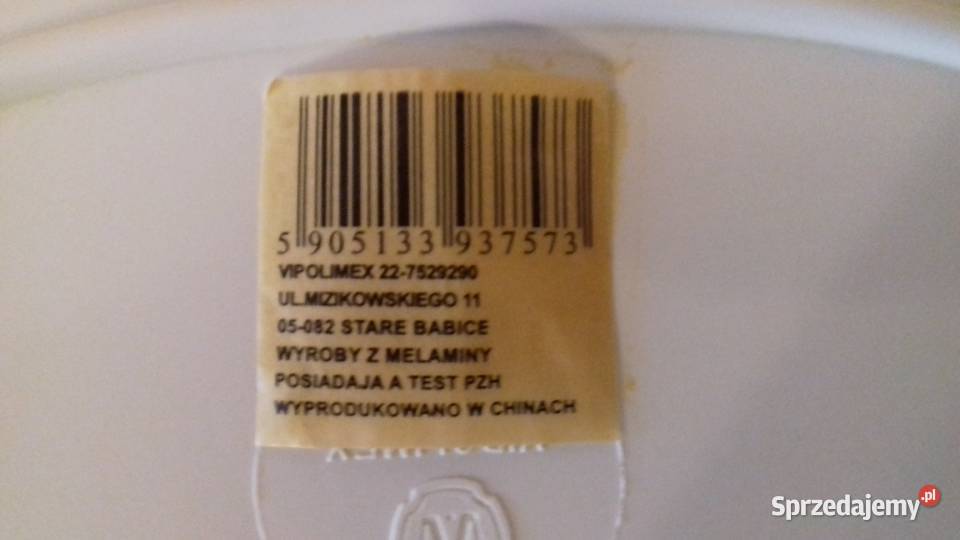 5 905133 937573
VIPOLIMEX 22-7529290
UL.MIZIKOWSKIEGO 11
05-082 STARE BABICE
WYROBY Z MELAMINY
POSIADAJA A TEST PZH
WYPRODUKOWANO W CHINACH
Sprzedajemy.pl